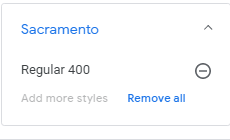 Sacramento
Regular 400
Add more styles Remove all